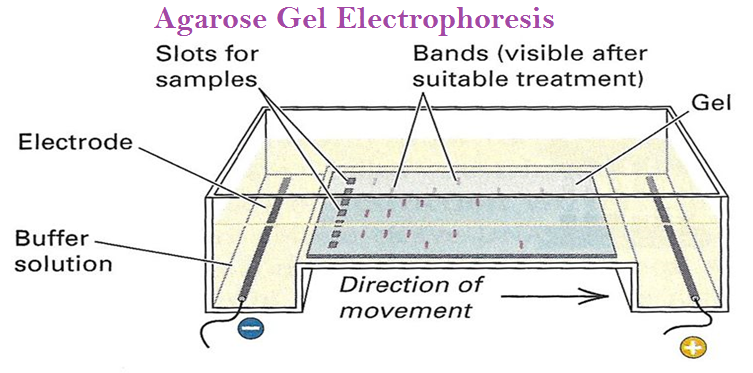 Agarose Gel Electrophoresis
Slots for
samples
Bands (visible after
suitable treatment)
Gel
Electrode
Buffer
solution
Direction of
movement
−
+